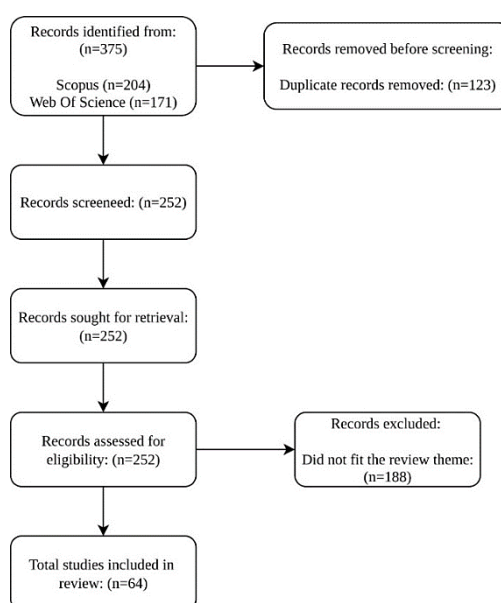 Records identified from:
(n=375)
Scopus (n=204)
Web Of Science (n=171)
Records removed before screening:
Duplicate records removed: (n=123)
Records screneed: (n=252)
Records sought for retrieval:
(n=252)
Records assessed for
eligibility: (n=252)
Records excluded:
Did not fit the review theme:
(n=188)
Total studies included in
review: (n=64)